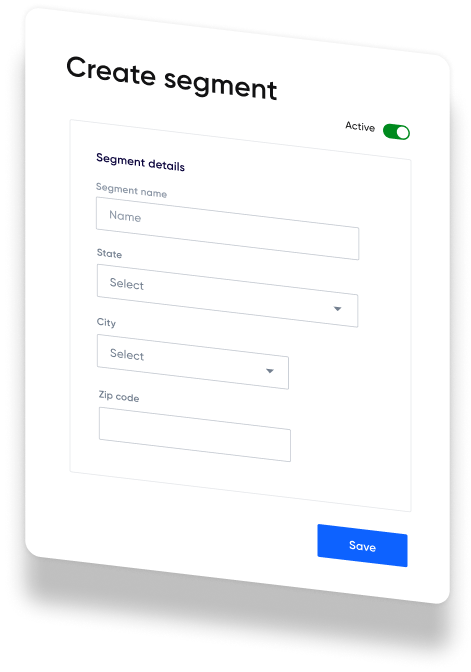 Create segment
Active
Segment details
Segment name
Name
State
Select
City
Select
Zip code
Save